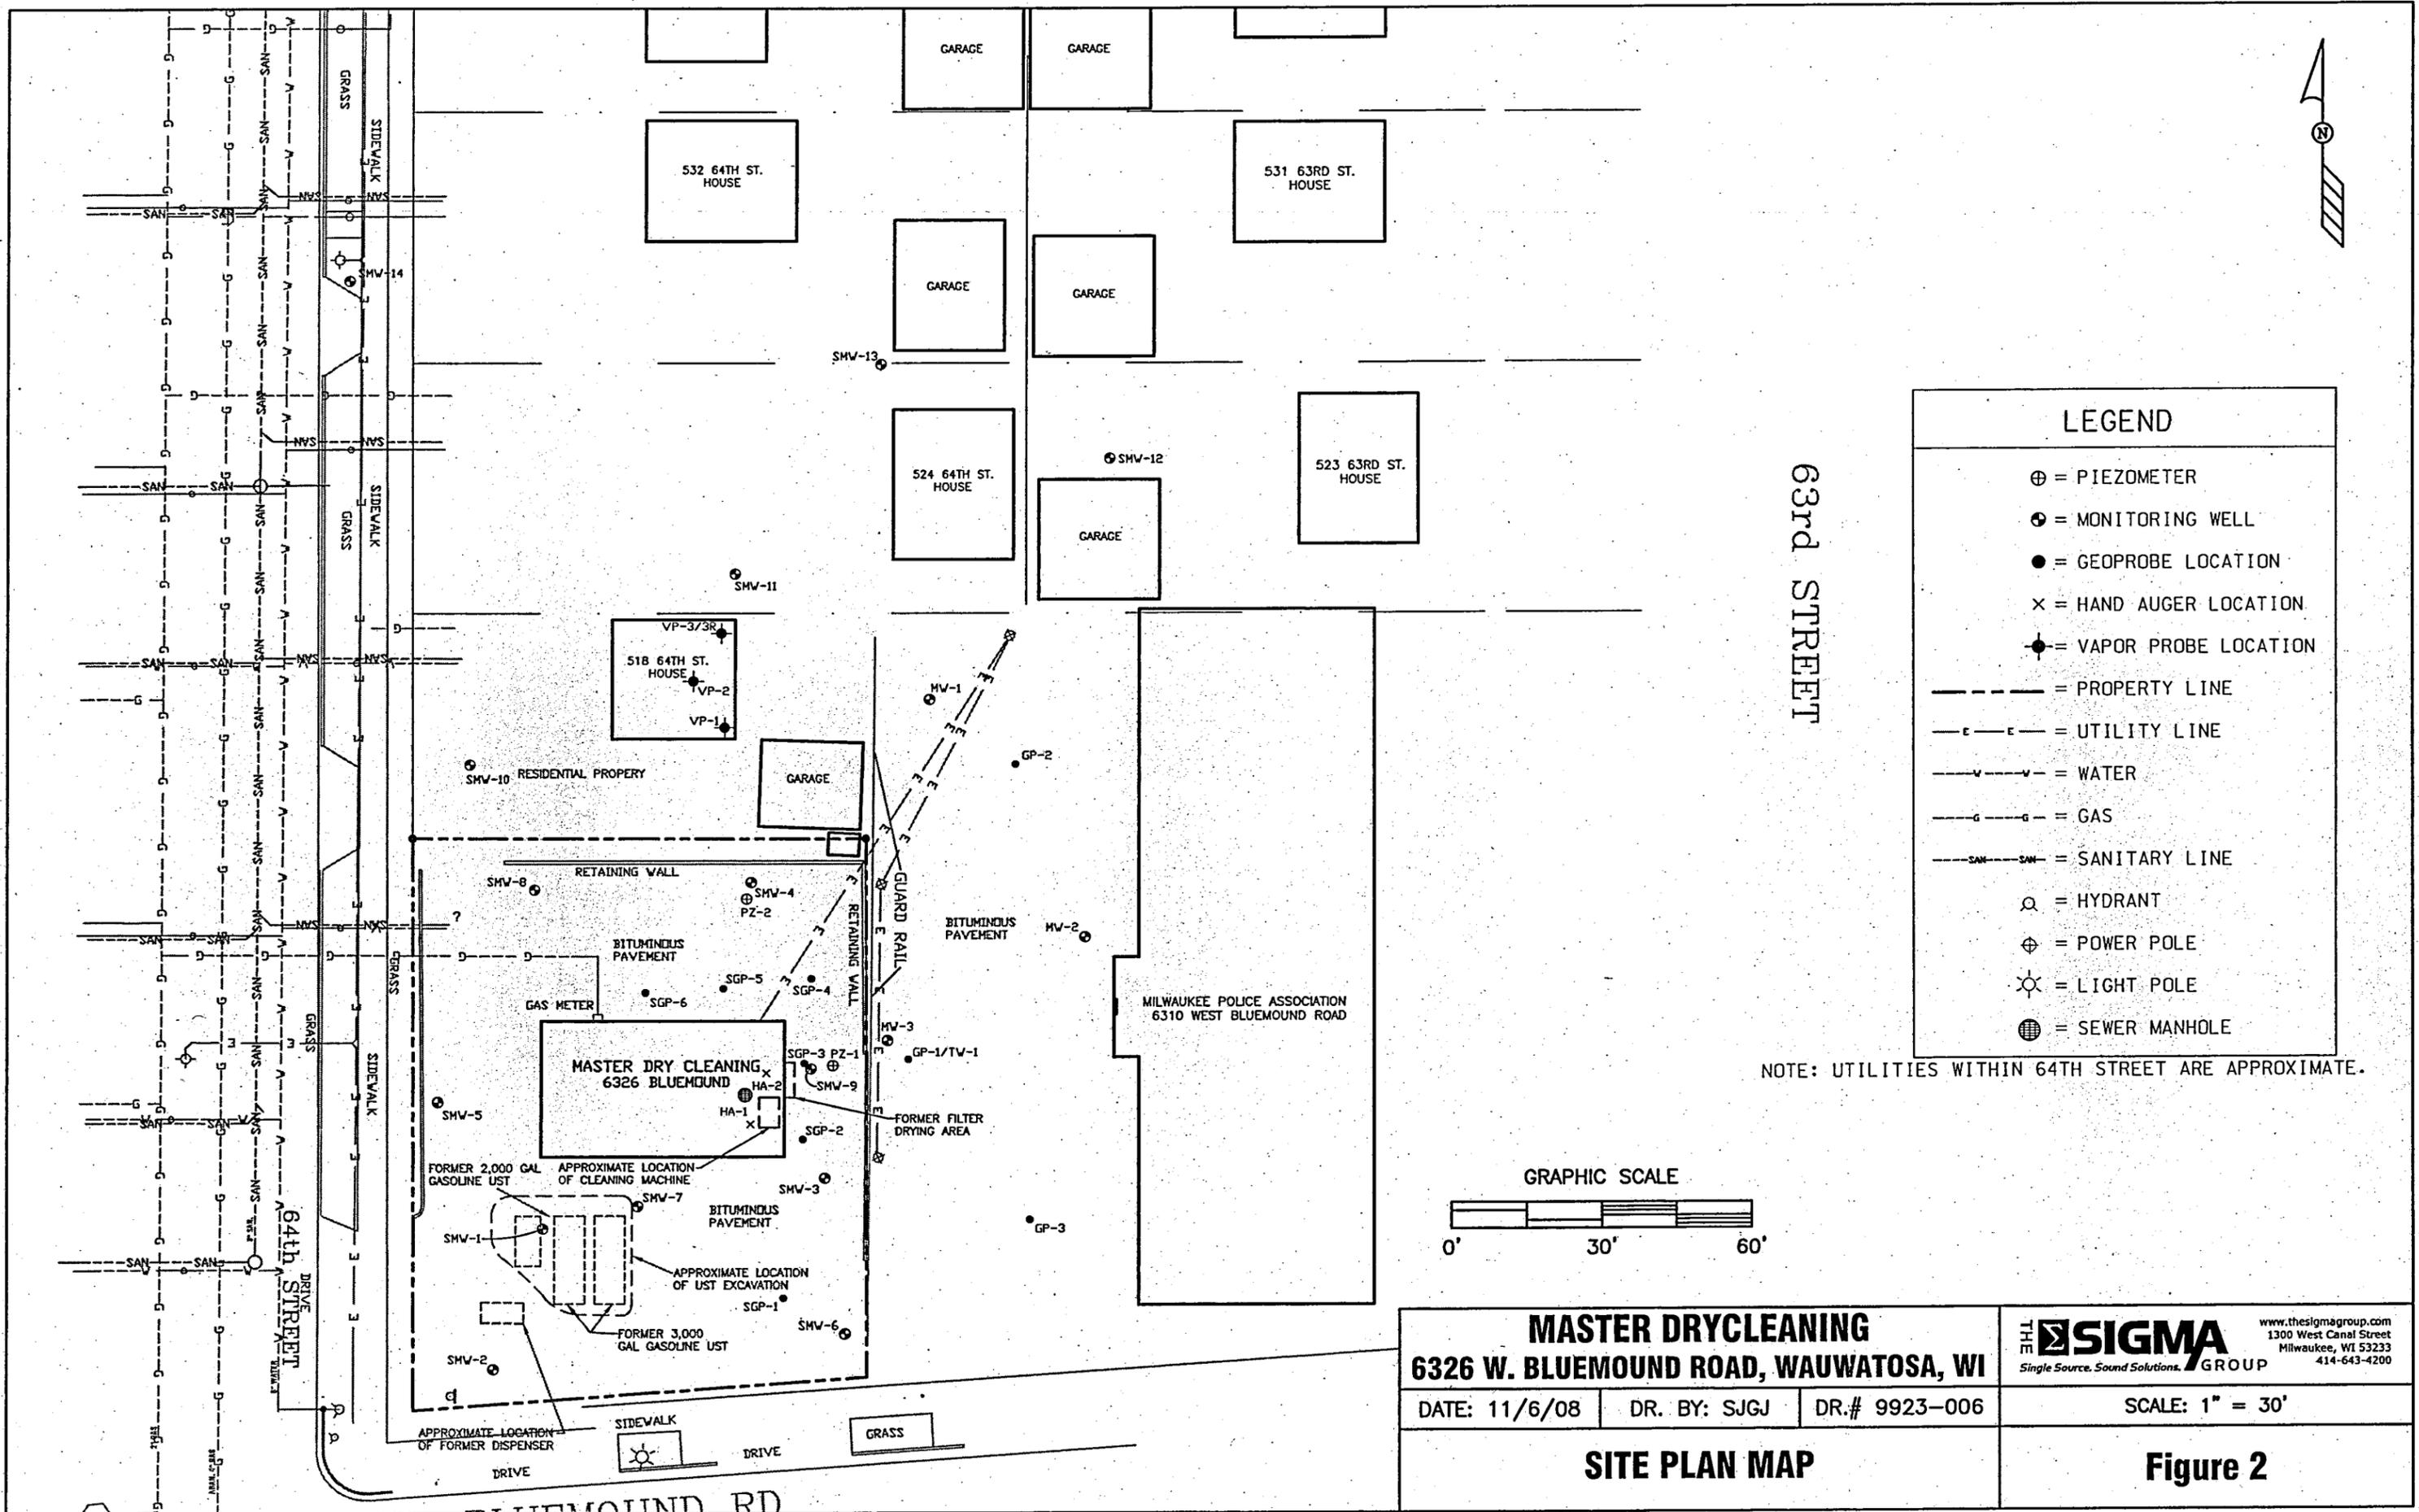 GARAGE
GARAGE
GRASS
SIDEWALK
532 64TH ST.
HOUSE
531 63RD ST.
HOUSE
N
SMW-14
GARAGE
GARAGE
SMW-13
524 64TH ST.
HOUSE
SMW-12
523 63RD ST.
HOUSE
GARAGE
SIDEWALK
GRASS
SMW-11
63rd STREET
VP-3/3R
518 64TH ST.
HOUSE
VP-2
VP-1
MW-1
GP-2
SMW-10
RESIDENTIAL PROPERY
GARAGE
RETAINING WALL
SMW-8
SMW-4
PZ-2
?
GUARD RAIL
RETAINING WALL
BITUMINOUS
PAVEMENT
MW-2
BITUMINOUS
PAVEMENT
GRASS
SGP-5
SGP-4
SGP-6
GAS METER
MILWAUKEE POLICE ASSOCIATION
6310 WEST BLUEMOUND ROAD
GRASS
MW-3
GP-1/TW-1
SGP-3
PZ-1
SMW-9
MASTER DRY CLEANING
6326 BLUEMOUND
HA-2
HA-1
SIDEWALK
SMW-5
FORMER FILTER
DRYING AREA
SGP-2
FORMER 2,000 GAL
GASOLINE UST
APPROXIMATE LOCATION
OF CLEANING MACHINE
SMW-3
SMW-7
BITUMINOUS
PAVEMENT
GP-3
SMW-1
64th STREET
DRIVE
APPROXIMATE LOCATION
OF UST EXCAVATION
SGP-1
SMW-6
FORMER 3,000
GAL GASOLINE UST
SMW-2
APPROXIMATE LOCATION
OF FORMER DISPENSER
SIDEWALK
GRASS
DRIVE
DRIVE
BLUEMOUND RD
LEGEND
= PIEZOMETER
= MONITORING WELL
= GEOPROBE LOCATION
= HAND AUGER LOCATION
= VAPOR PROBE LOCATION
= PROPERTY LINE
E E = UTILITY LINE
W W = WATER
G G = GAS
SAN SAN = SANITARY LINE
= HYDRANT
= POWER POLE
= LIGHT POLE
= SEWER MANHOLE
NOTE: UTILITIES WITHIN 64TH STREET ARE APPROXIMATE.
GRAPHIC SCALE
0' 30' 60'
MASTER DRYCLEANING
6326 W. BLUEMOUND ROAD, WAUWATOSA, WI
DATE: 11/6/08
DR. BY: SJGJ
DR.# 9923-006
SITE PLAN MAP
THE SIGMA GROUP
Single Source. Sound Solutions.
www.thesigmagroup.com
1300 West Canal Street
Milwaukee, WI 53233
414-643-4200
SCALE: 1" = 30'
Figure 2